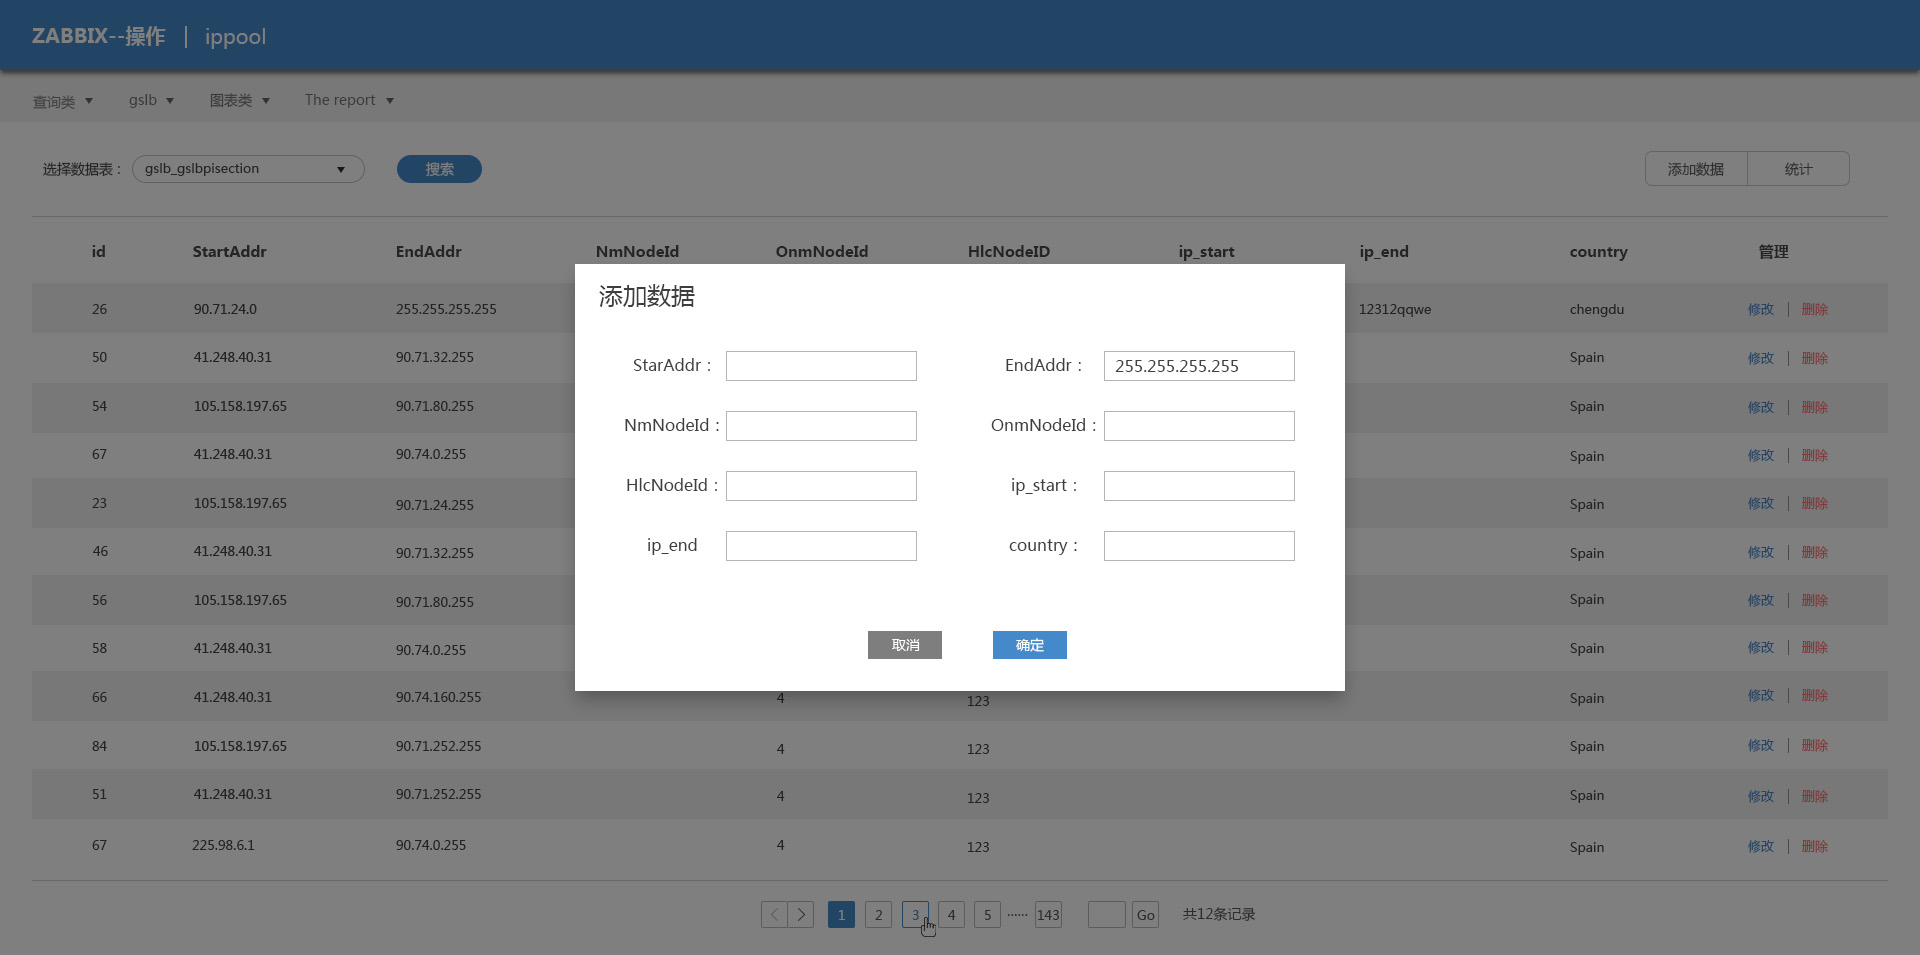 ZABBIX--操作 | ippool
查询类 gslb 图表类 The report
选择数据表： gslb_gslbpisection 搜索 添加数据 统计
id StartAddr EndAddr NmNodeId OnmNodeId HlcNodeID ip_start ip_end country 管理
26 90.71.24.0 255.255.255.255 12312qqwe chengdu 修改 | 删除
50 41.248.40.31 90.71.32.255 Spain 修改 | 删除
54 105.158.197.65 90.71.80.255 Spain 修改 | 删除
67 41.248.40.31 90.74.0.255 Spain 修改 | 删除
23 105.158.197.65 90.71.24.255 Spain 修改 | 删除
46 41.248.40.31 90.71.32.255 Spain 修改 | 删除
56 105.158.197.65 90.71.80.255 Spain 修改 | 删除
58 41.248.40.31 90.74.0.255 Spain 修改 | 删除
66 41.248.40.31 90.74.160.255 4 123 Spain 修改 | 删除
84 105.158.197.65 90.71.252.255 4 123 Spain 修改 | 删除
51 41.248.40.31 90.71.252.255 4 123 Spain 修改 | 删除
67 225.98.6.1 90.74.0.255 4 123 Spain 修改 | 删除
添加数据
StarAddr： EndAddr： 255.255.255.255
NmNodeId： OnmNodeId：
HlcNodeId： ip_start：
ip_end country：
取消 确定
< > 1 2 3 4 5 ······ 143 Go 共12条记录